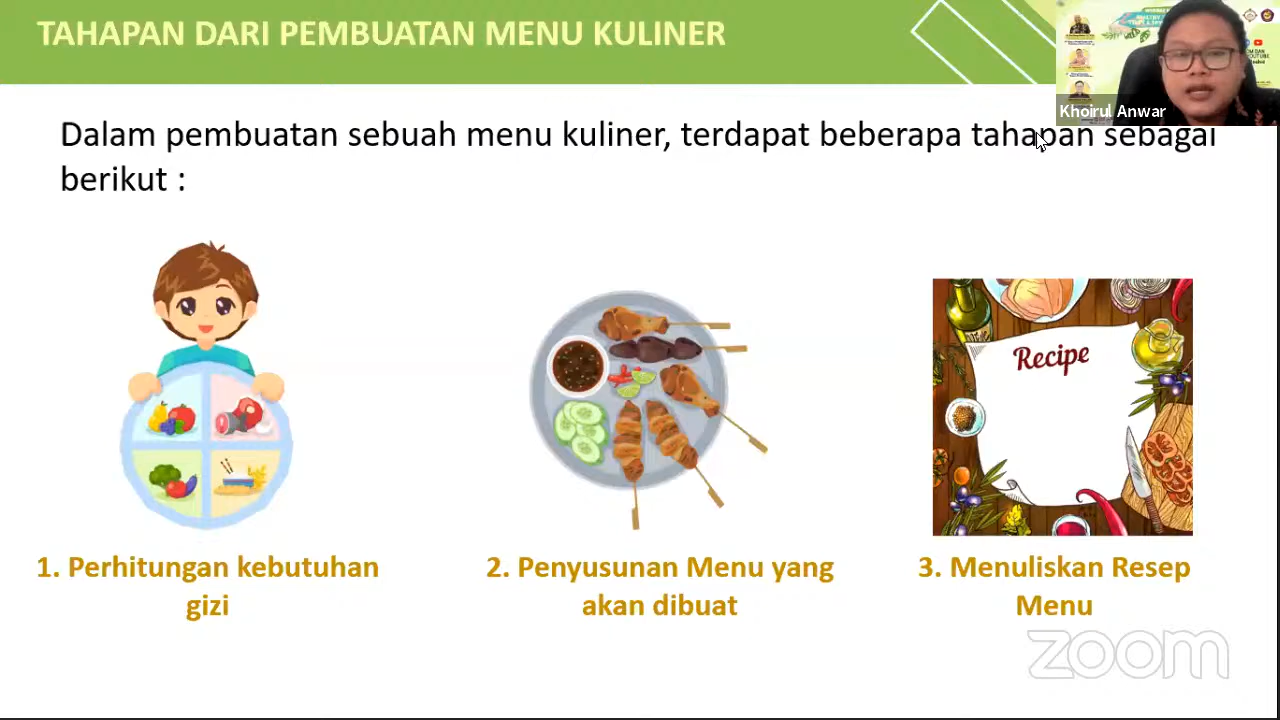 TAHAPAN DARI PEMBUATAN MENU KULINER
Khoirul Anwar
Dalam pembuatan sebuah menu kuliner, terdapat beberapa tahapan sebagai
berikut :
Recipe
1. Perhitungan kebutuhan
gizi
2. Penyusunan Menu yang
akan dibuat
3. Menuliskan Resep
Menu
zoom